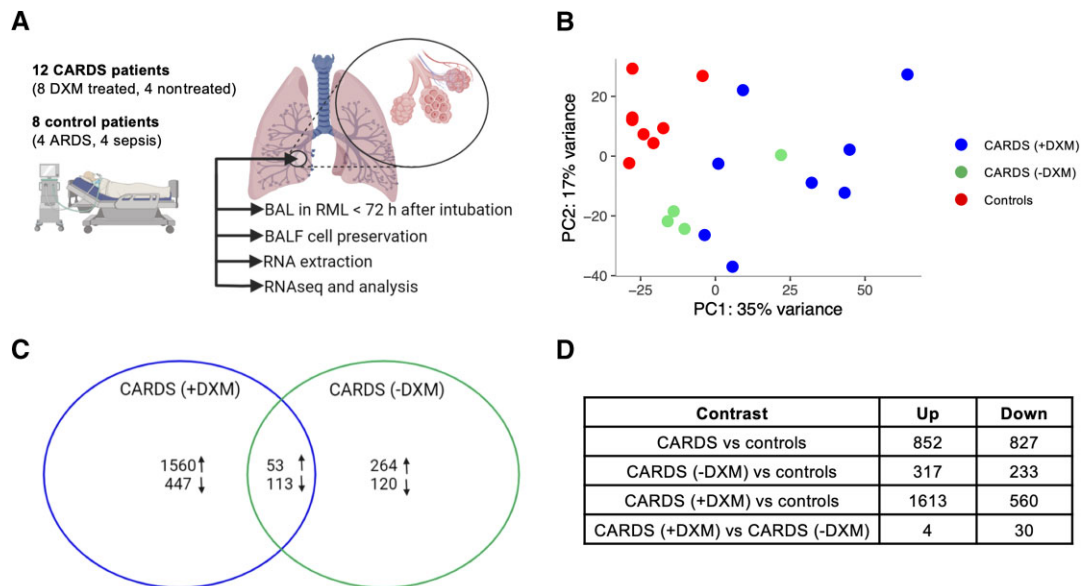 A
12 CARDS patients
(8 DXM treated, 4 nontreated)
8 control patients
(4 ARDS, 4 sepsis)
BAL in RML < 72 h after intubation
BALF cell preservation
RNA extraction
RNAseq and analysis
B
PC2: 17% variance
20
0
−20
−40
−25
0
25
50
PC1: 35% variance
CARDS (+DXM)
CARDS (-DXM)
Controls
C
CARDS (+DXM)
CARDS (-DXM)
1560↑
447 ↓
53 ↑
113 ↓
264 ↑
120 ↓
D
Contrast Up Down
CARDS vs controls 852 827
CARDS (-DXM) vs controls 317 233
CARDS (+DXM) vs controls 1613 560
CARDS (+DXM) vs CARDS (-DXM) 4 30